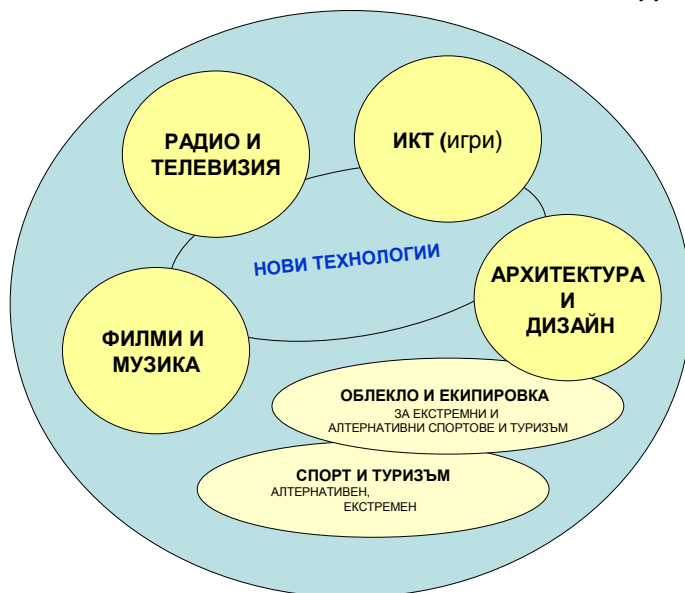 РАДИО И
ТЕЛЕВИЗИЯ
ИКТ (игри)
НОВИ ТЕХНОЛОГИИ
АРХИТЕКТУРА
И
ДИЗАЙН
ФИЛМИ И
МУЗИКА
ОБЛЕКЛО И ЕКИПИРОВКА
ЗА ЕКСТРЕМНИ И
АЛТЕРНАТИВНИ СПОРТОВЕ И ТУРИЗЪМ
СПОРТ И ТУРИЗЪМ
АЛТЕРНАТИВЕН,
ЕКСТРЕМЕН